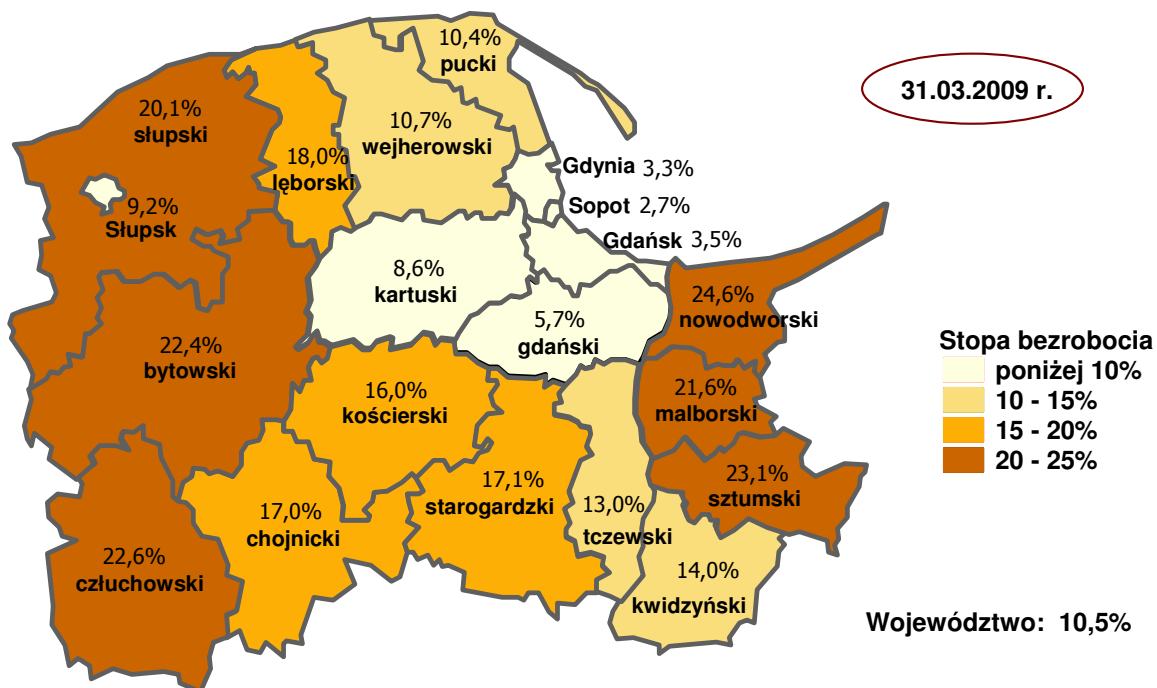 10,4%
pucki
31.03.2009 r.
20,1%
słupski
10,7%
wejherowski
18,0%
lęborski
Gdynia 3,3%
Sopot 2,7%
Gdańsk 3,5%
9,2%
Słupsk
8,6%
kartuski
5,7%
gdański
24,6%
nowodworski
22,4%
bytowski
16,0%
kościerski
21,6%
malborski
17,1%
starogardzki
23,1%
sztumski
17,0%
chojnicki
13,0%
tczewski
22,6%
człuchowski
14,0%
kwidzyński
Stopa bezrobocia
poniżej 10%
10 - 15%
15 - 20%
20 - 25%
Województwo: 10,5%